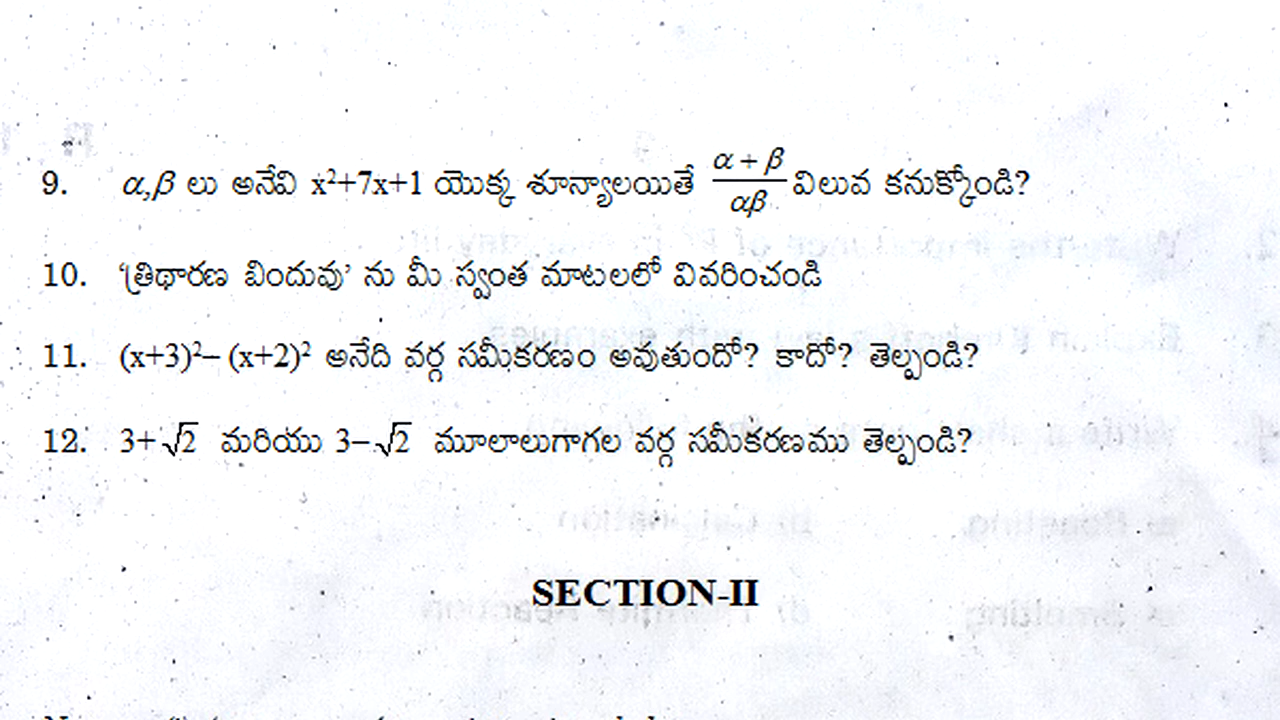 9. α,β లు అనేవి x²+7x+1 యొక్క శూన్యాలయితే (α + β)/(αβ) విలువ కనుక్కోండి?
10. ‘త్రిథారణ బిందువు’ ను మీ స్వంత మాటలలో వివరించండి
11. (x+3)²– (x+2)² అనేది వర్గ సమీకరణం అవుతుందో? కాదో? తెల్పండి?
12. 3+√2 మరియు 3–√2 మూలాలుగాగల వర్గ సమీకరణము తెల్పండి?
SECTION-II